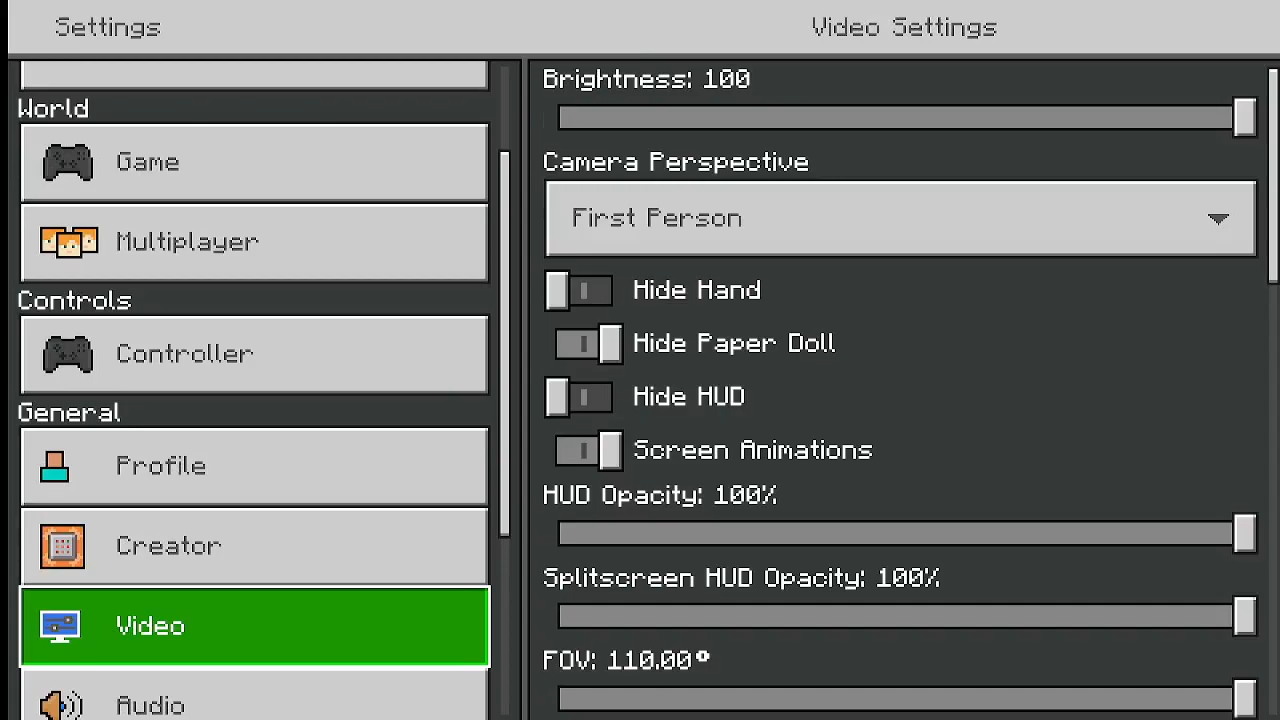 Settings
Video Settings
World
Game
Multiplayer
Controls
Controller
General
Profile
Creator
Video
Audio
Brightness: 100
Camera Perspective
First Person
Hide Hand
Hide Paper Doll
Hide HUD
Screen Animations
HUD Opacity: 100%
Splitscreen HUD Opacity: 100%
FOV: 110.00°